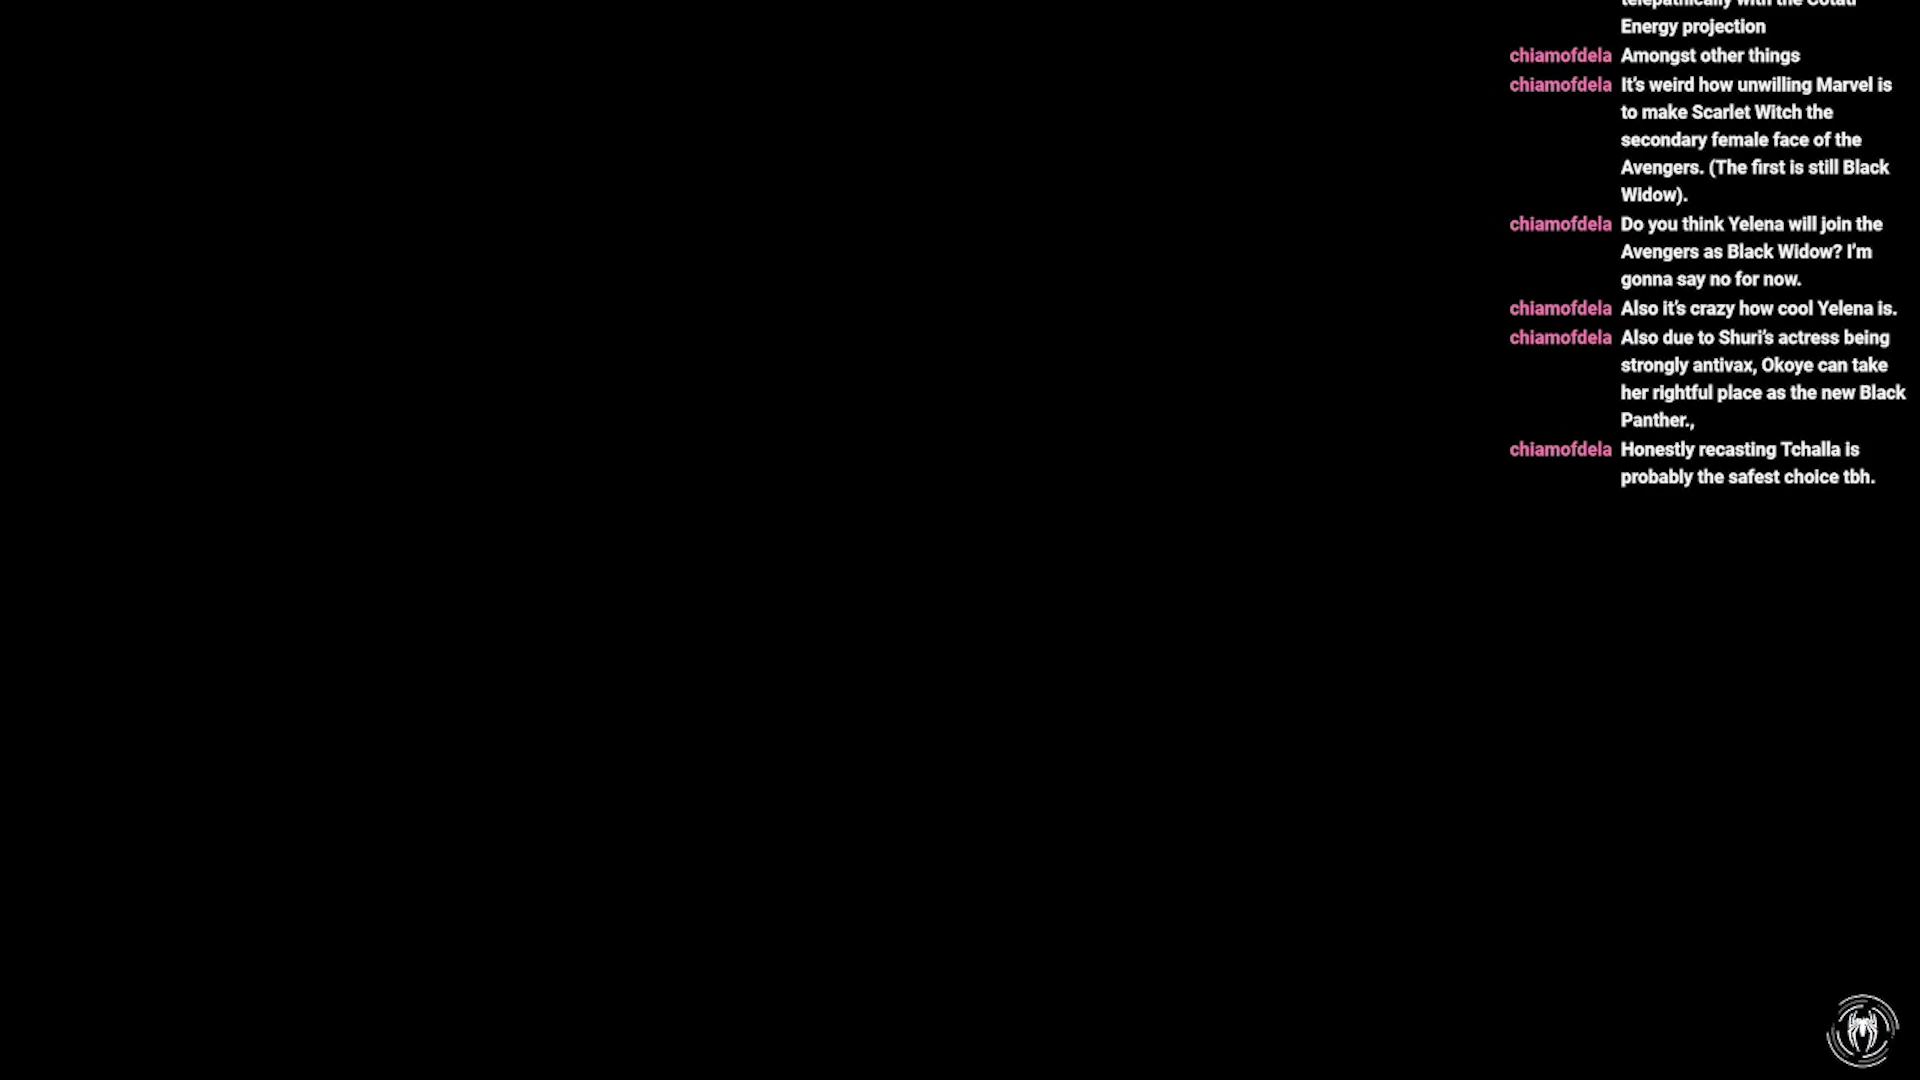 telepathically with the Cotati
Energy projection
chiamofdela Amongst other things
chiamofdela It's weird how unwilling Marvel is
to make Scarlet Witch the
secondary female face of the
Avengers. (The first is still Black
Widow).
chiamofdela Do you think Yelena will join the
Avengers as Black Widow? I'm
gonna say no for now.
chiamofdela Also it's crazy how cool Yelena is.
chiamofdela Also due to Shuri's actress being
strongly antivax, Okoye can take
her rightful place as the new Black
Panther.,
chiamofdela Honestly recasting Tchalla is
probably the safest choice tbh.